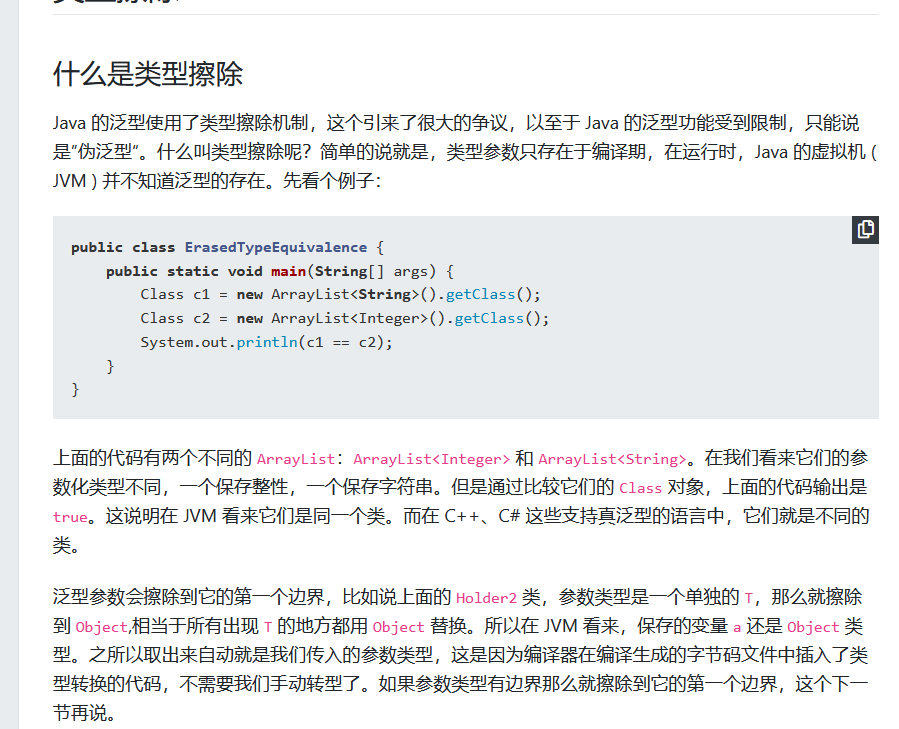 什么是类型擦除
Java 的泛型使用了类型擦除机制，这个引来了很大的争议，以至于 Java 的泛型功能受到限制，只能说
是”伪泛型“。什么叫类型擦除呢？简单的说就是，类型参数只存在于编译期，在运行时，Java 的虚拟机 (
JVM ) 并不知道泛型的存在。先看个例子：
public class ErasedTypeEquivalence {
    public static void main(String[] args) {
        Class c1 = new ArrayList<String>().getClass();
        Class c2 = new ArrayList<Integer>().getClass();
        System.out.println(c1 == c2);
    }
}
上面的代码有两个不同的 ArrayList：ArrayList<Integer> 和 ArrayList<String>。在我们看来它们的参
数化类型不同，一个保存整性，一个保存字符串。但是通过比较它们的 Class 对象，上面的代码输出是
true。这说明在 JVM 看来它们是同一个类。而在 C++、C# 这些支持真泛型的语言中，它们就是不同的
类。
泛型参数会擦除到它的第一个边界，比如说上面的 Holder2 类，参数类型是一个单独的 T，那么就擦除
到 Object,相当于所有出现 T 的地方都用 Object 替换。所以在 JVM 看来，保存的变量 a 还是 Object 类
型。之所以取出来自动就是我们传入的参数类型，这是因为编译器在编译生成的字节码文件中插入了类
型转换的代码，不需要我们手动转型了。如果参数类型有边界那么就擦除到它的第一个边界，这个下一
节再说。